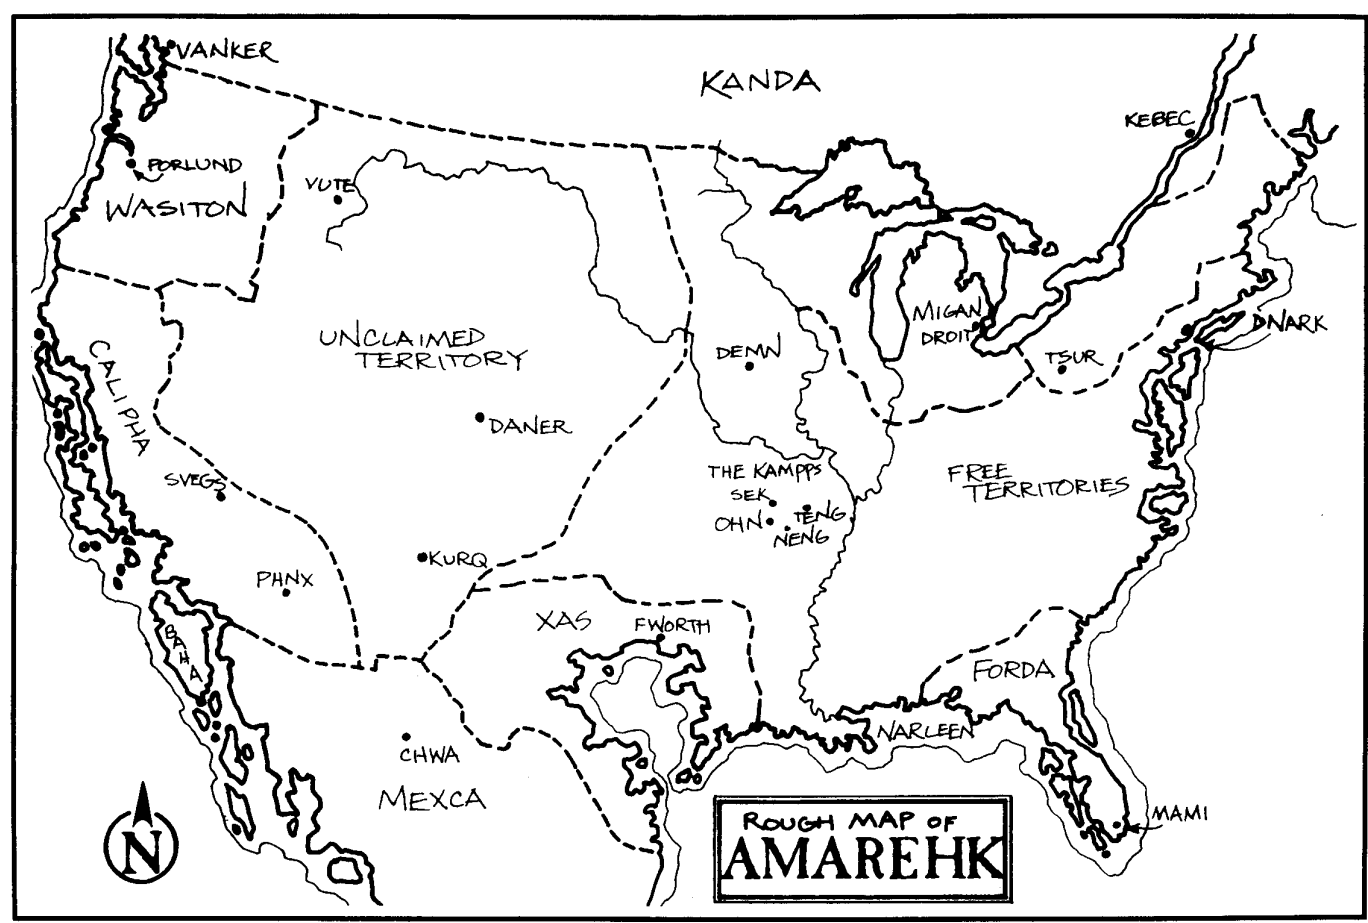 VANKER
KANDA
KEBEC
PORLUND
WASITON
VUTE
MIGAN
DROIT
DNARK
UNCLAIMED
TERRITORY
CALIPHA
DEMN
TSUR
DANER
SVEGS
THE KAMPPS
SEK
OHN
TENG
NENG
FREE
TERRITORIES
KURQ
PHNX
XAS
FWORTH
BAHA
FORDA
NARLEEN
CHWA
MEXCA
MAMI
N
ROUGH MAP OF
AMAREHK